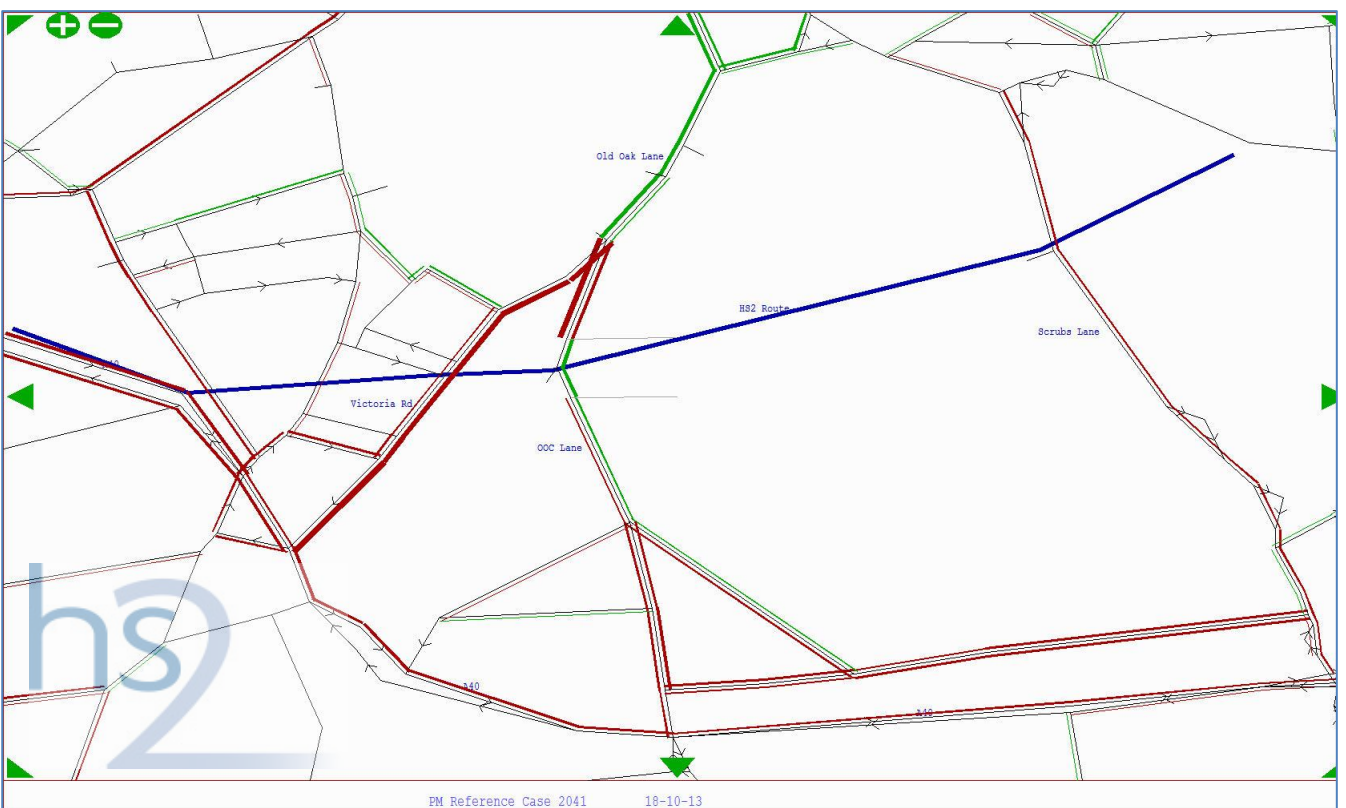 Old Oak Lane
HS2 Route
Scrubs Lane
A40
Victoria Rd
OOC Lane
hs2
A40
A40
PM Reference Case 2041 18-10-13